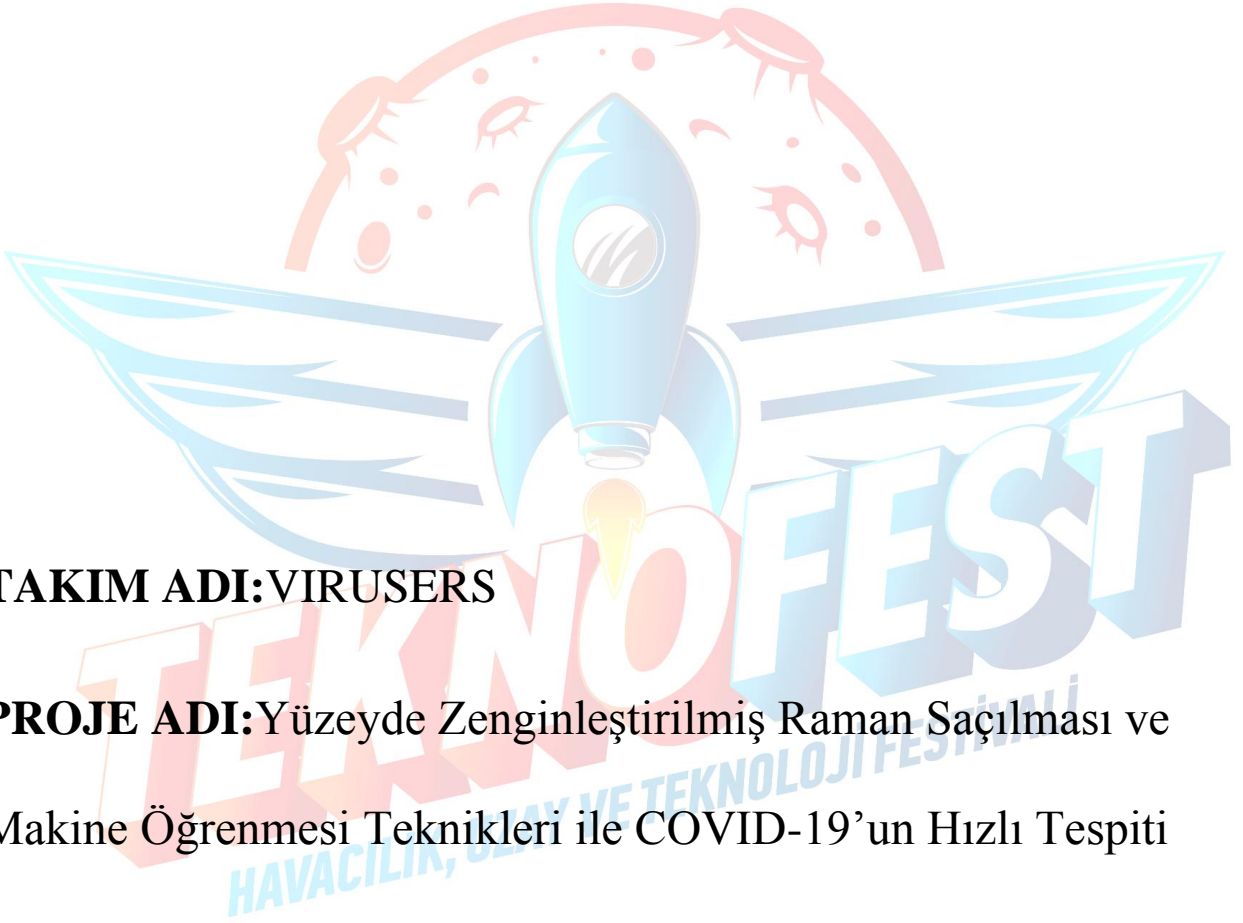 TAKIM ADI:VIRUSERS
PROJE ADI:Yüzeyde Zenginleştirilmiş Raman Saçılması ve
Makine Öğrenmesi Teknikleri ile COVID-19’un Hızlı Tespiti
TEKNOFEST
HAVACILIK, UZAY VE TEKNOLOJİ FESTİVALİ